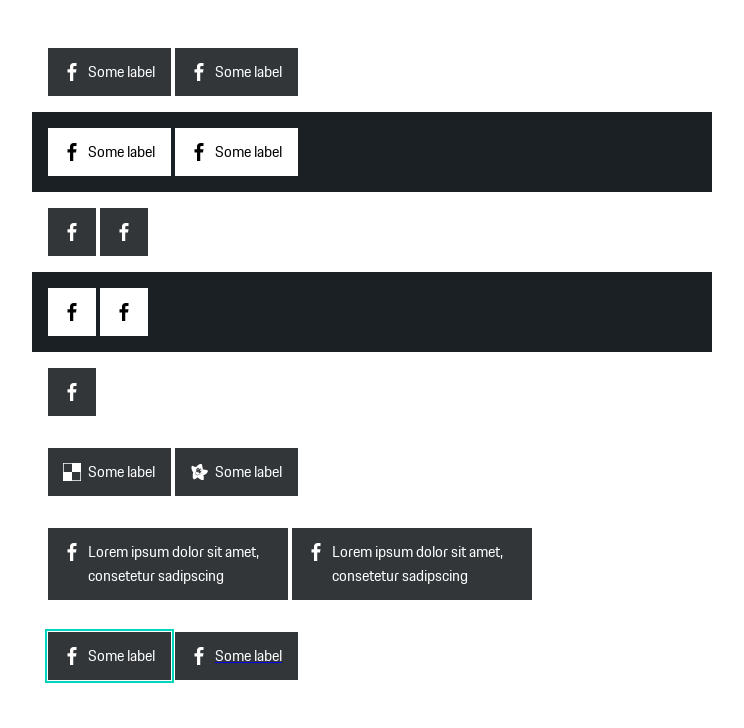 Some label Some label
Some label Some label
Some label Some label
Lorem ipsum dolor sit amet, Lorem ipsum dolor sit amet,
consetetur sadipscing consetetur sadipscing
Some label Some label